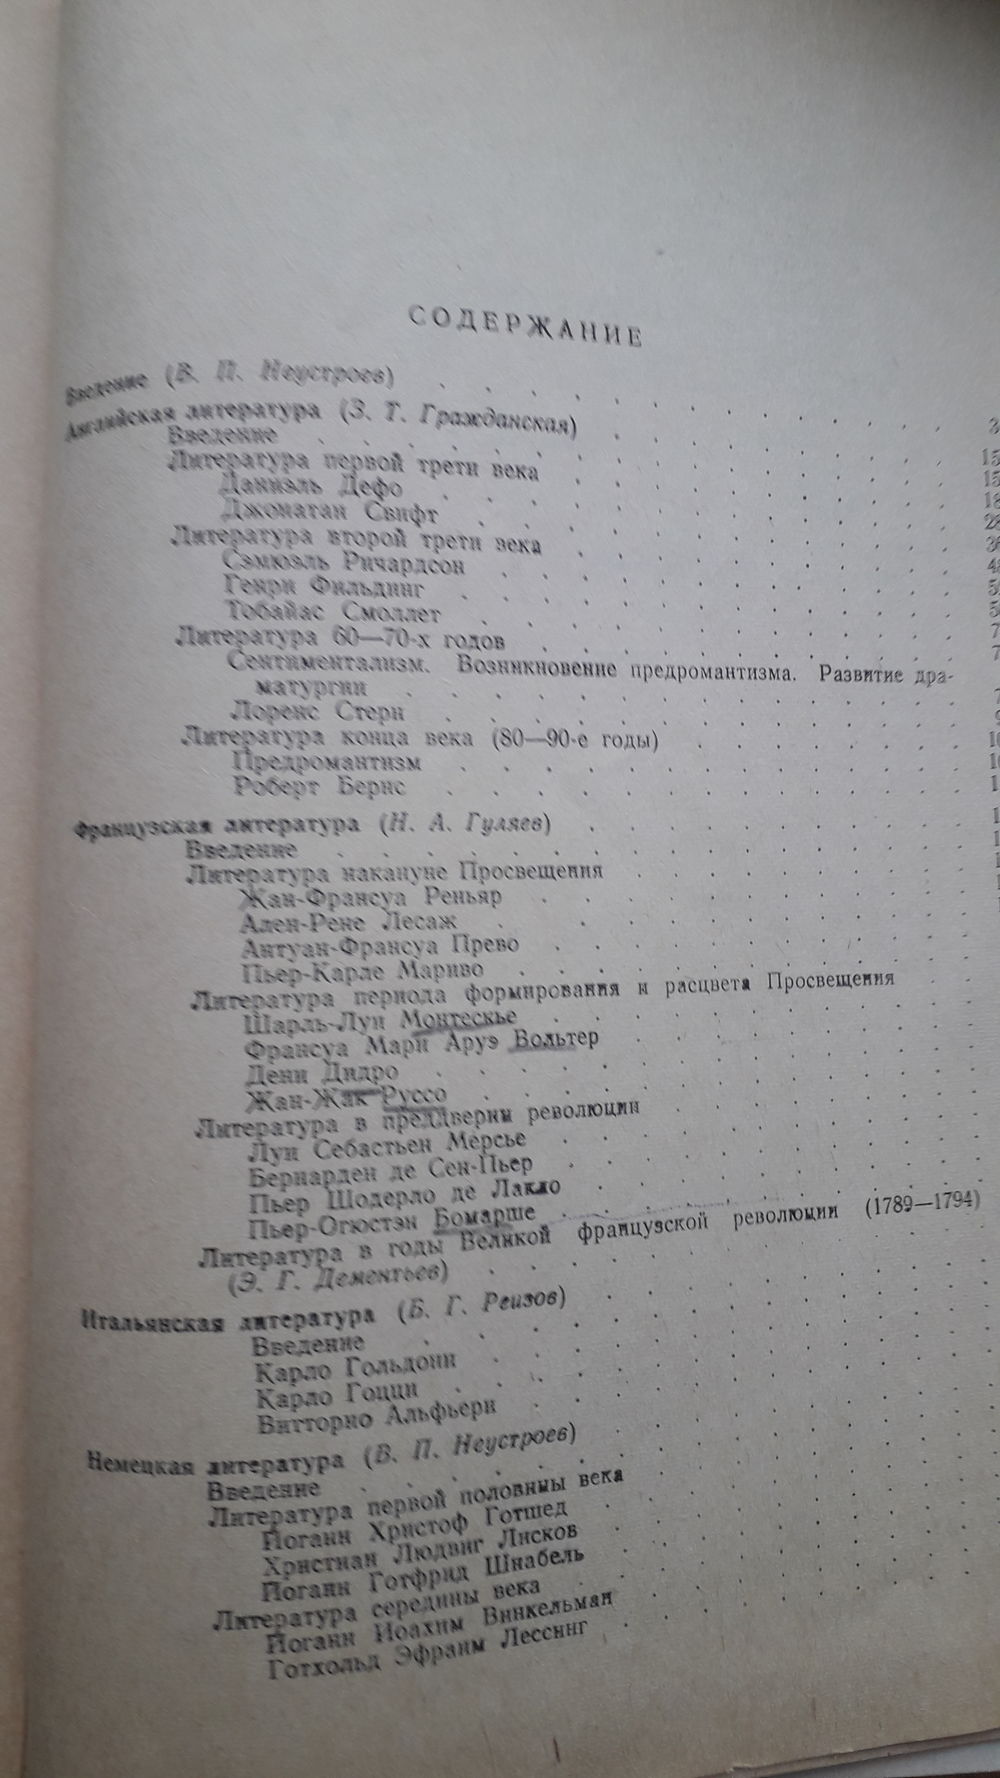 СОДЕРЖАНИЕ
Введение (В. П. Неустроев) . . . . . . . . . . . . 3
Английская литература (З. Т. Гражданская) . . . . . . . . 15
Введение . . . . . . . . . . . . . . 15
Литература первой трети века . . . . . . . . .
Даниэль Дефо . . . . . . . . . . . .
Джонатан Свифт . . . . . . . . . . .
Литература второй трети века . . . . . . . . .
Сэмюэль Ричардсон . . . . . . . . . .
Генри Фильдинг . . . . . . . . . . .
Тобайас Смоллет . . . . . . . . . . .
Литература 60—70-х годов . . . . . . . . . .
Сентиментализм. Возникновение предромантизма. Развитие дра-
матургии . . . . . . . . . . . . .
Лоренс Стерн . . . . . . . . . . . .
Литература конца века (80—90-е годы) . . . . . . .
Предромантизм . . . . . . . . . . . .
Роберт Бернс . . . . . . . . . . . .
Французская литература (Н. А. Гуляев) . . . . . . . . .
Введение . . . . . . . . . . . . . .
Литература накануне Просвещения . . . . . . . .
Жан-Франсуа Реньяр . . . . . . . . . .
Ален-Рене Лесаж . . . . . . . . . . .
Антуан-Франсуа Прево . . . . . . . . . .
Пьер-Карле Мариво . . . . . . . . . .
Литература периода формирования и расцвета Просвещения . .
Шарль-Луи Монтескье . . . . . . . . . .
Франсуа Мари Аруэ Вольтер . . . . . . . .
Дени Дидро . . . . . . . . . . . .
Жан-Жак Руссо . . . . . . . . . . .
Литература в преддверии революции . . . . . . . .
Луи Себастьен Мерсье . . . . . . . . . .
Бернарден де Сен-Пьер . . . . . . . . . .
Пьер Шодерло де Лакло . . . . . . . . .
Пьер-Огюстэн Бомарше . . . . . . . . . .
Литература в годы Великой французской революции (1789—1794)
(Э. Г. Дементьев) . . . . . . . . . . .
Итальянская литература (Б. Г. Реизов) . . . . . . . . .
Введение . . . . . . . . . . . . .
Карло Гольдони . . . . . . . . . . .
Карло Гоцци . . . . . . . . . . . .
Витторио Альфьери . . . . . . . . . .
Немецкая литература (В. П. Неустроев) . . . . . . . . .
Введение . . . . . . . . . . . . . .
Литература первой половины века . . . . . . . .
Иоганн Христоф Готшед . . . . . . . . .
Христиан Людвиг Лисков . . . . . . . . .
Иоганн Готфрид Шнабель . . . . . . . . .
Литература середины века . . . . . . . . . .
Иоганн Иоахим Винкельман . . . . . . . .
Готхольд Эфраим Лессинг . . . . . . . . .